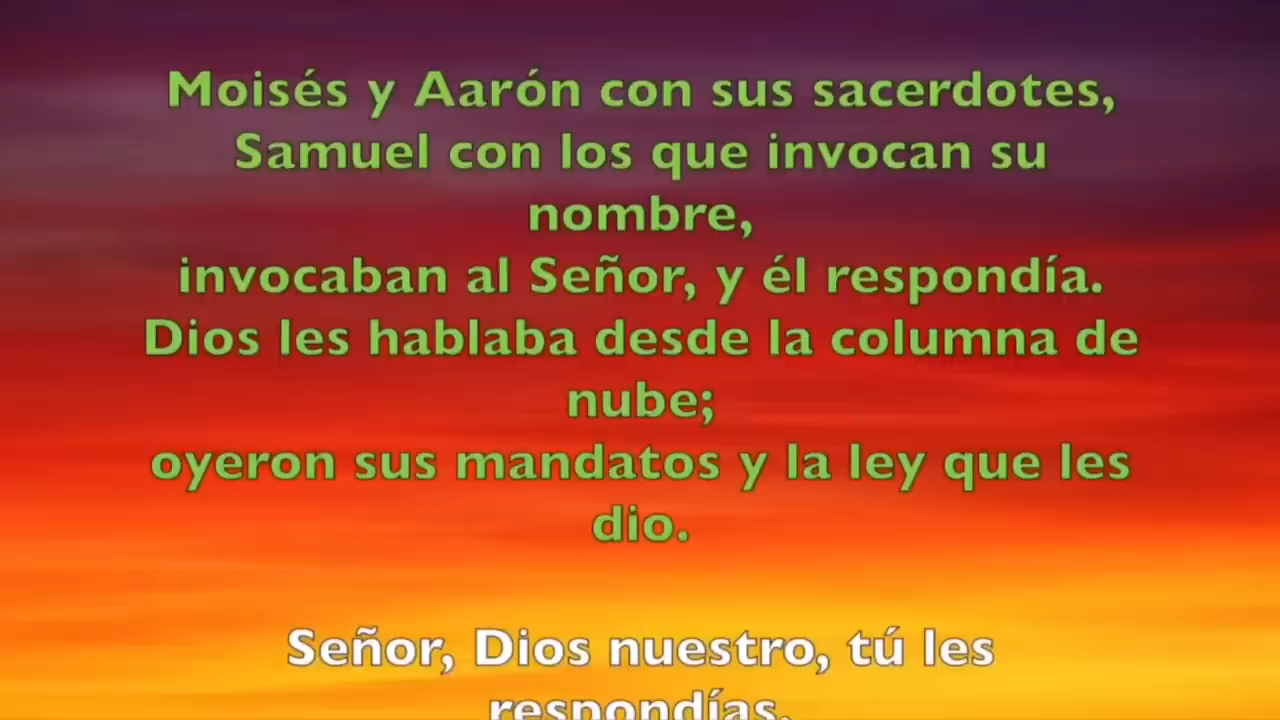 Moisés y Aarón con sus sacerdotes,
Samuel con los que invocan su
nombre,
invocaban al Señor, y él respondía.
Dios les hablaba desde la columna de
nube;
oyeron sus mandatos y la ley que les
dio.
Señor, Dios nuestro, tú les
respondías,